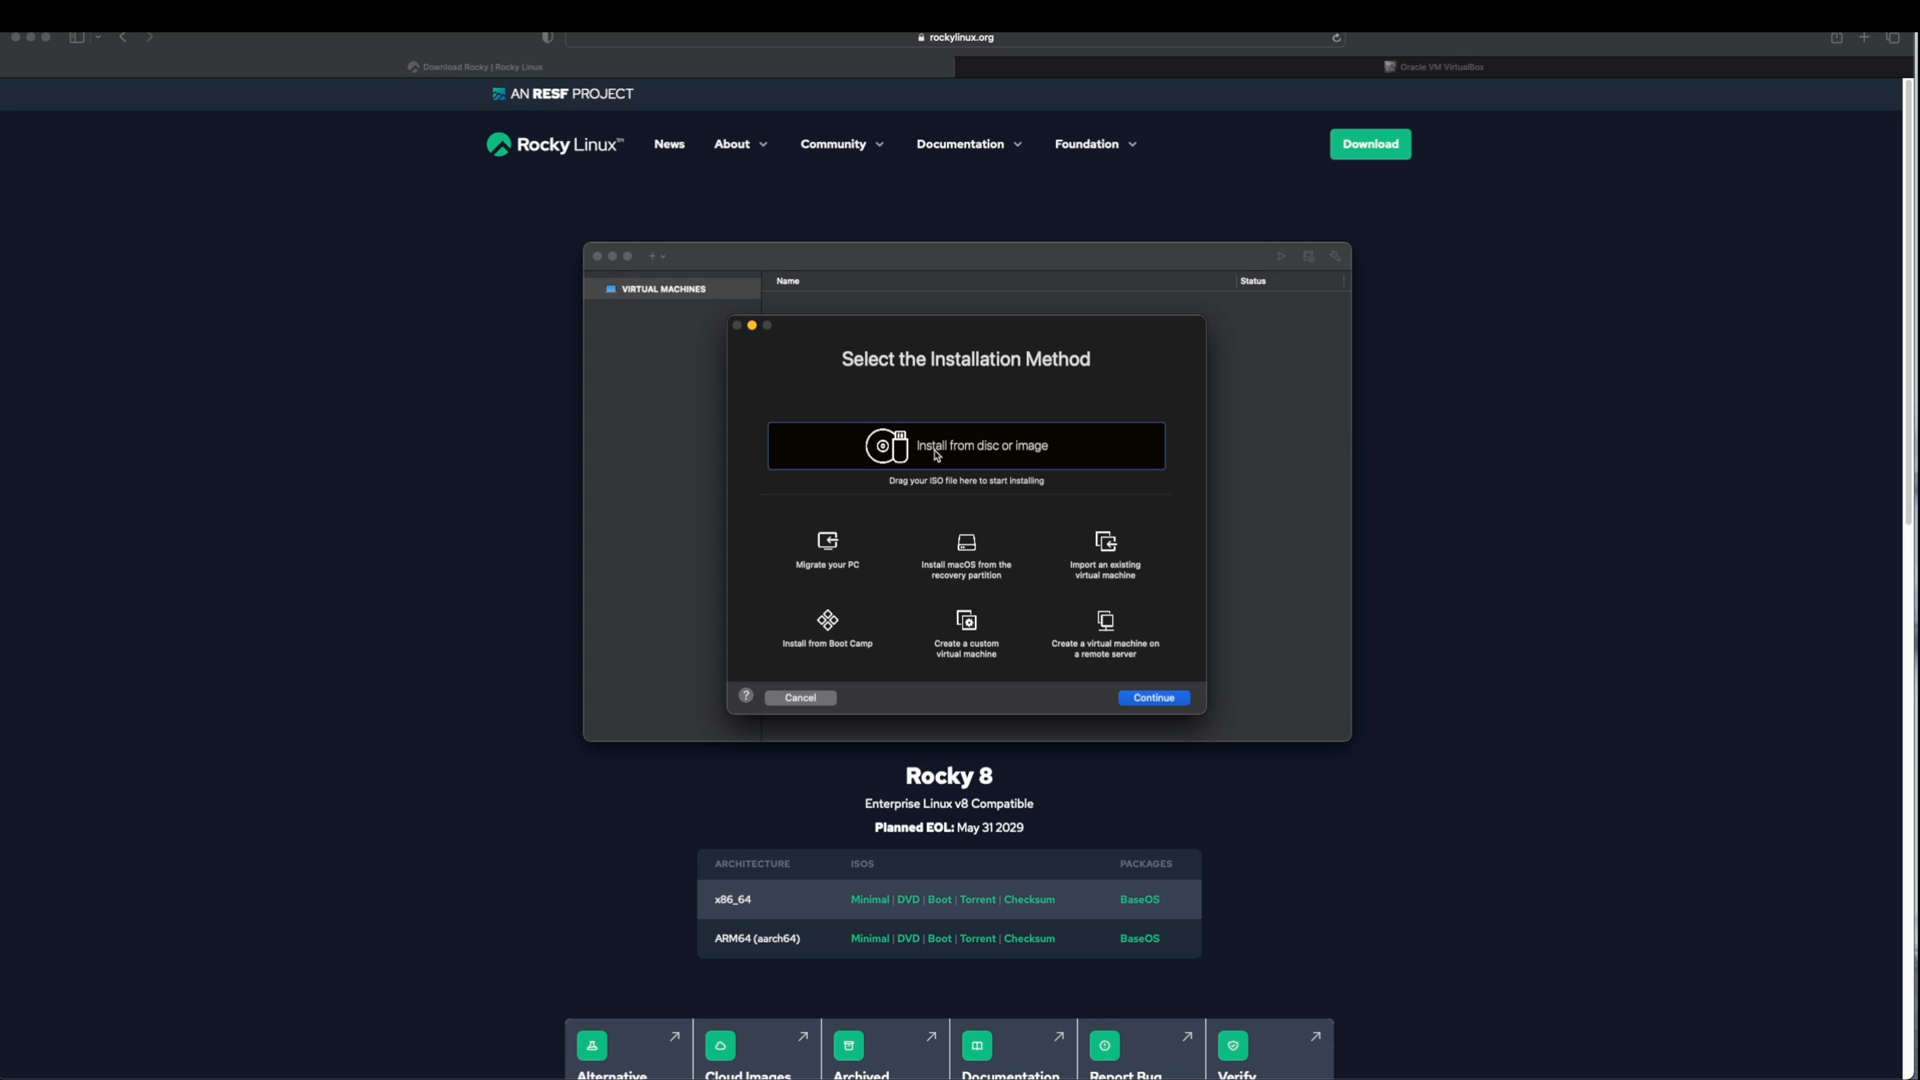 rockylinux.org
Download Rocky | Rocky Linux
Oracle VM VirtualBox
AN RESF PROJECT
Rocky Linux™
News
About
Community
Documentation
Foundation
Download
VIRTUAL MACHINES
Name
Status
Select the Installation Method
Install from disc or image
Drag your ISO file here to start installing
Migrate your PC
Install macOS from the
recovery partition
Import an existing
virtual machine
Install from Boot Camp
Create a custom
virtual machine
Create a virtual machine on
a remote server
?
Cancel
Continue
Rocky 8
Enterprise Linux v8 Compatible
Planned EOL: May 31 2029
ARCHITECTURE ISOS PACKAGES
x86_64 Minimal | DVD | Boot | Torrent | Checksum BaseOS
ARM64 (aarch64) Minimal | DVD | Boot | Torrent | Checksum BaseOS
Alternative
Cloud Images
Archived
Documentation
Report Bug
Verify